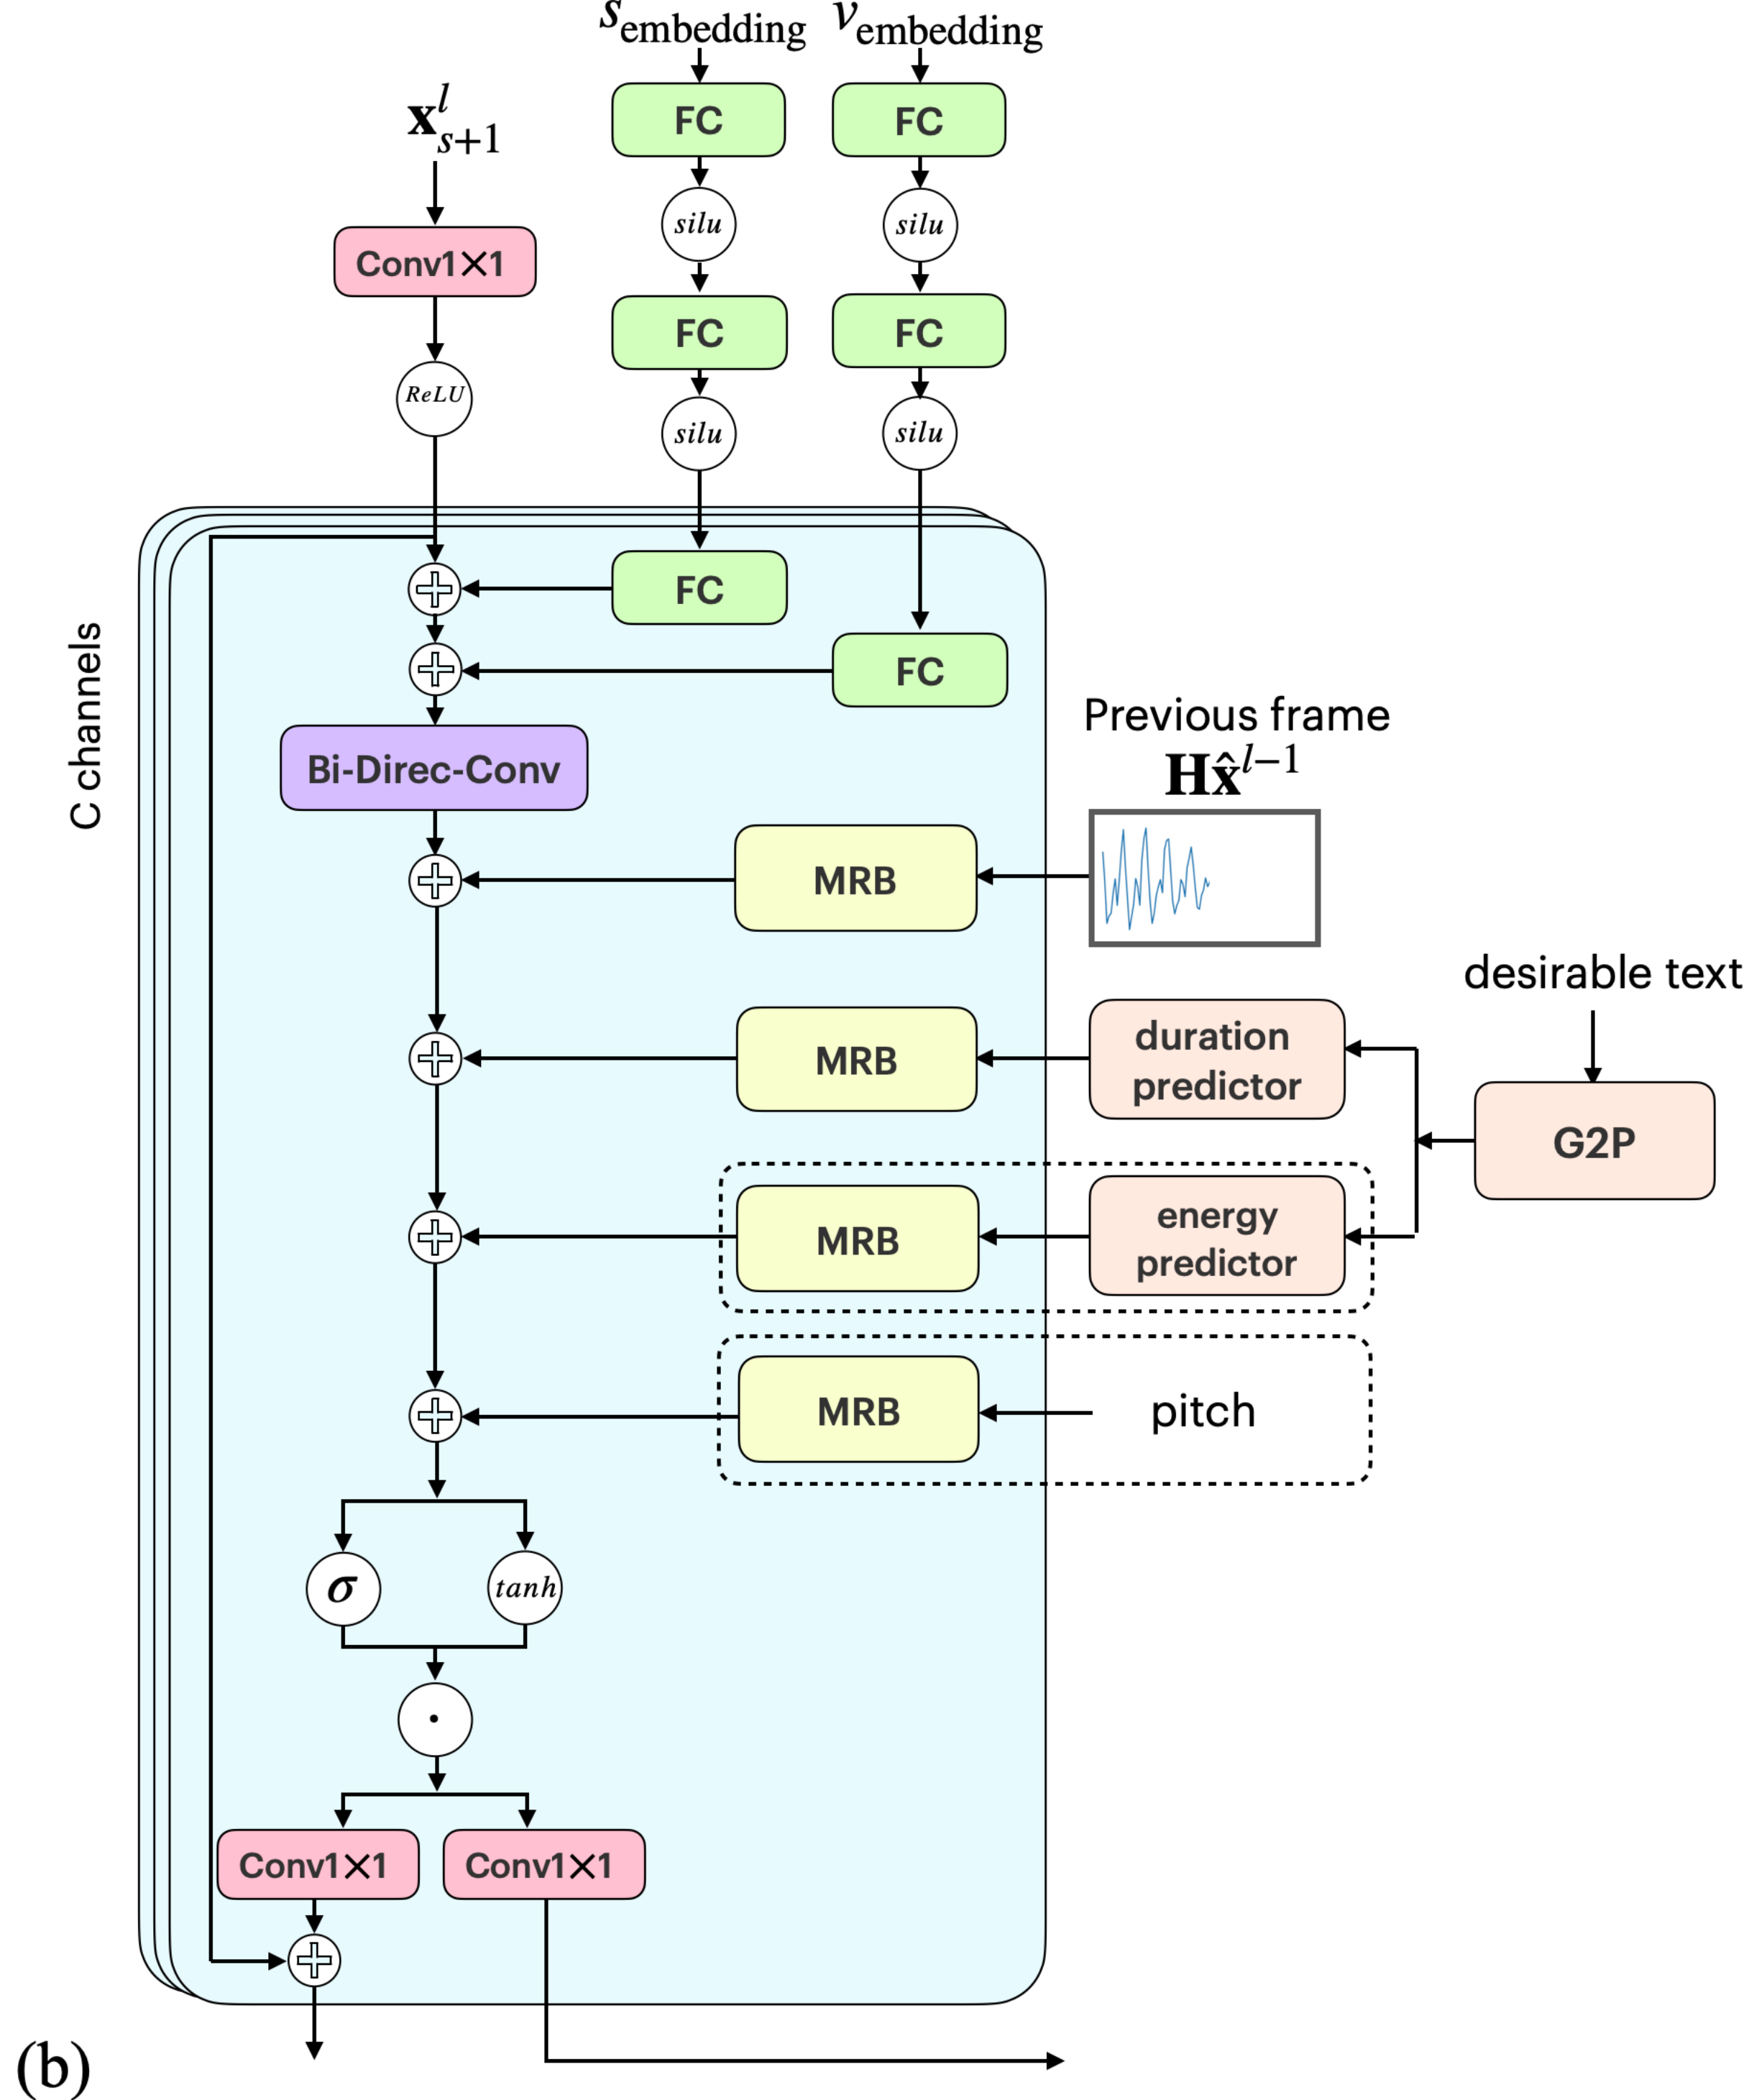 s_embedding
v_embedding
x^l_{s+1}
FC
FC
silu
silu
Conv1×1
FC
FC
ReLU
silu
silu
C channels
FC
FC
Previous frame
Hx̂^{l−1}
Bi-Direc-Conv
MRB
desirable text
MRB
duration
predictor
G2P
MRB
energy
predictor
MRB
pitch
σ
tanh
Conv1×1
Conv1×1
(b)